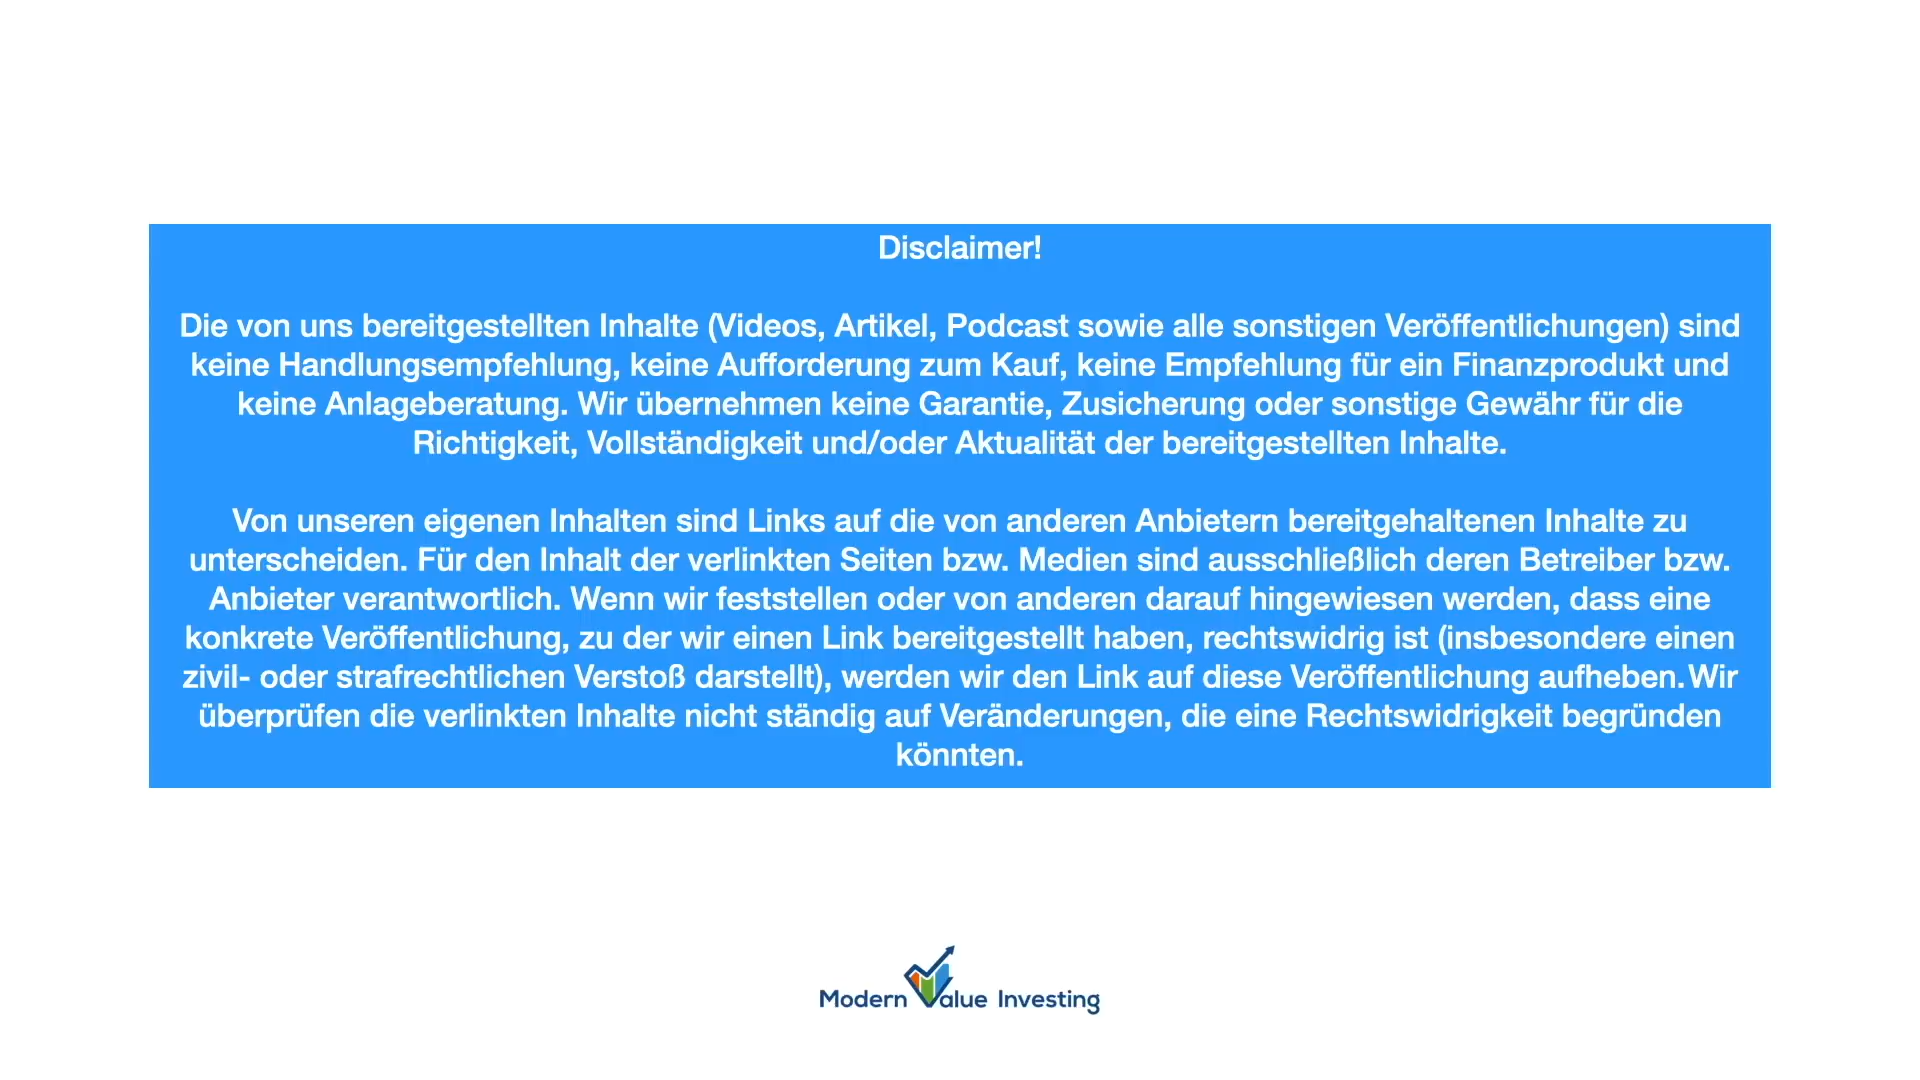 Disclaimer!
Die von uns bereitgestellten Inhalte (Videos, Artikel, Podcast sowie alle sonstigen Veröffentlichungen) sind
keine Handlungsempfehlung, keine Aufforderung zum Kauf, keine Empfehlung für ein Finanzprodukt und
keine Anlageberatung. Wir übernehmen keine Garantie, Zusicherung oder sonstige Gewähr für die
Richtigkeit, Vollständigkeit und/oder Aktualität der bereitgestellten Inhalte.
Von unseren eigenen Inhalten sind Links auf die von anderen Anbietern bereitgehaltenen Inhalte zu
unterscheiden. Für den Inhalt der verlinkten Seiten bzw. Medien sind ausschließlich deren Betreiber bzw.
Anbieter verantwortlich. Wenn wir feststellen oder von anderen darauf hingewiesen werden, dass eine
konkrete Veröffentlichung, zu der wir einen Link bereitgestellt haben, rechtswidrig ist (insbesondere einen
zivil- oder strafrechtlichen Verstoß darstellt), werden wir den Link auf diese Veröffentlichung aufheben. Wir
überprüfen die verlinkten Inhalte nicht ständig auf Veränderungen, die eine Rechtswidrigkeit begründen
könnten.
Modern Value Investing